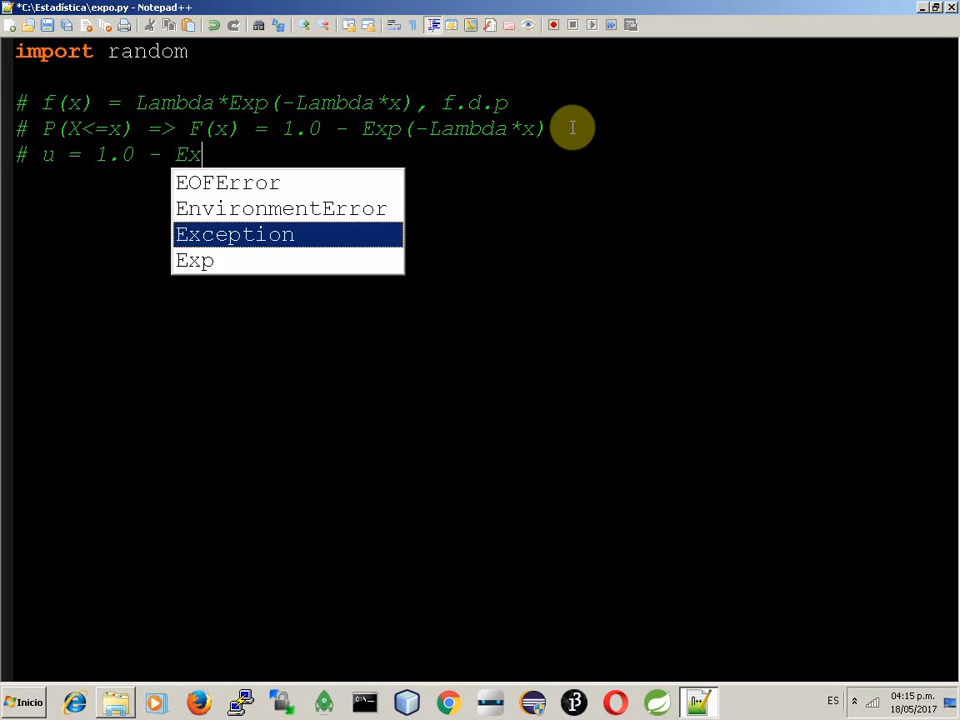 *C:\Estadística\expo.py - Notepad++
import random
# f(x) = Lambda*Exp(-Lambda*x), f.d.p
# P(X<=x) => F(x) = 1.0 - Exp(-Lambda*x)
# u = 1.0 - Ex
EOFError
EnvironmentError
Exception
Exp
Inicio
ES
04:15 p.m.
18/05/2017